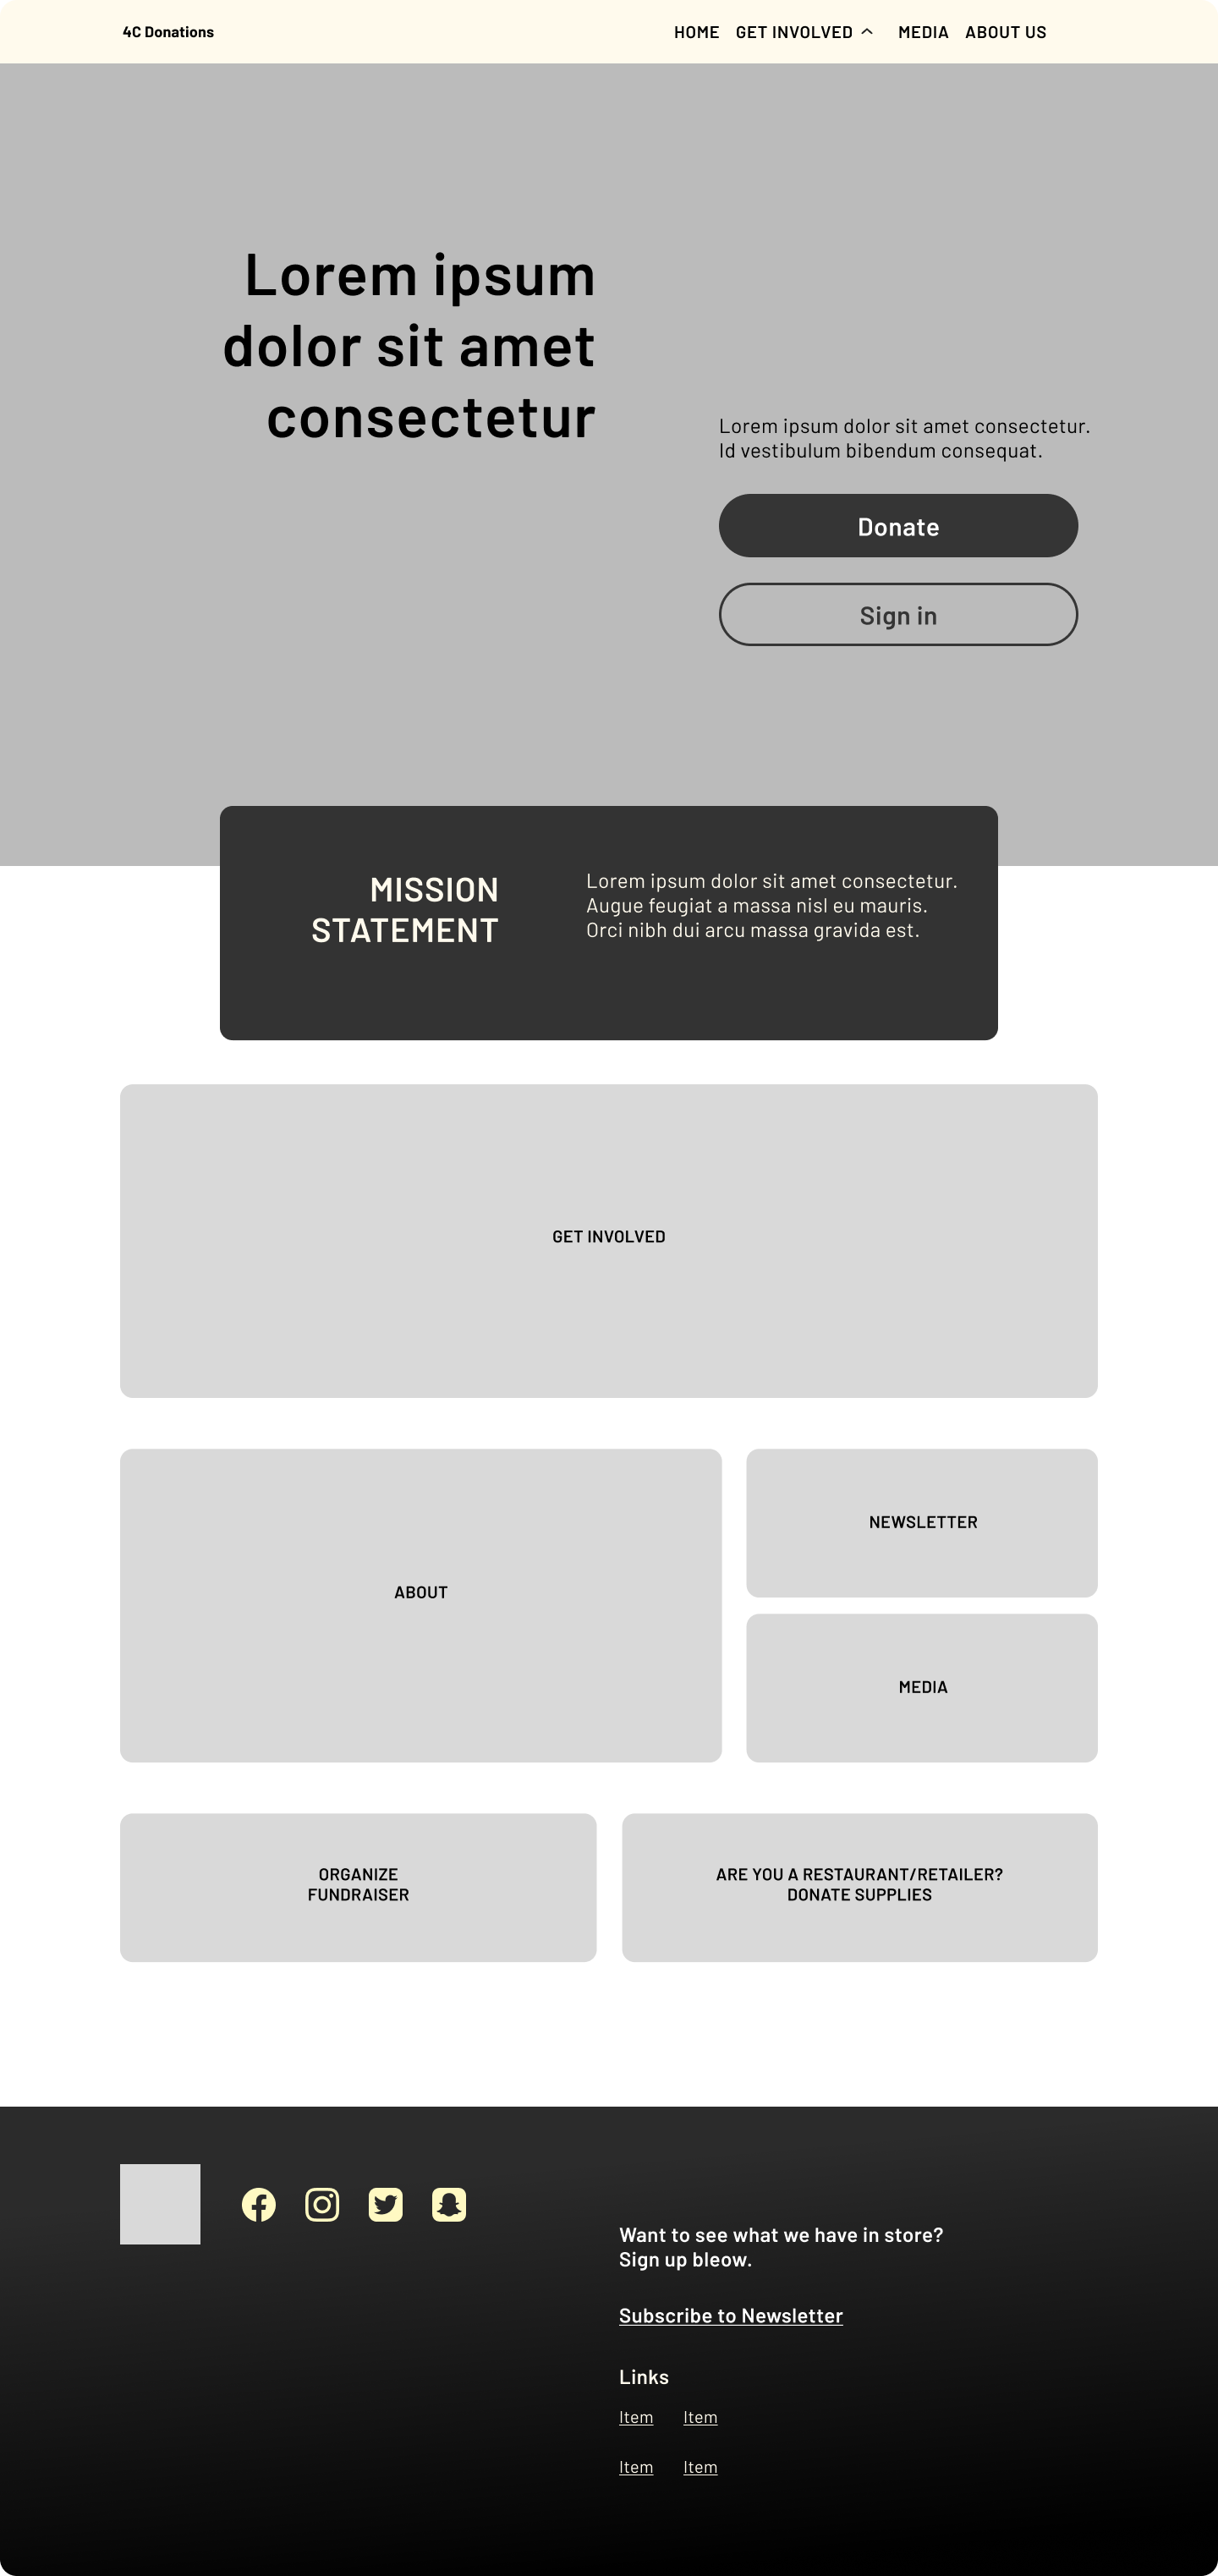 4C Donations
HOME GET INVOLVED MEDIA ABOUT US
Lorem ipsum
dolor sit amet
consectetur
Lorem ipsum dolor sit amet consectetur.
Id vestibulum bibendum consequat.
Donate
Sign in
MISSION
STATEMENT
Lorem ipsum dolor sit amet consectetur.
Augue feugiat a massa nisl eu mauris.
Orci nibh dui arcu massa gravida est.
GET INVOLVED
ABOUT
NEWSLETTER
MEDIA
ORGANIZE
FUNDRAISER
ARE YOU A RESTAURANT/RETAILER?
DONATE SUPPLIES
Want to see what we have in store?
Sign up bleow.
Subscribe to Newsletter
Links
Item Item
Item Item